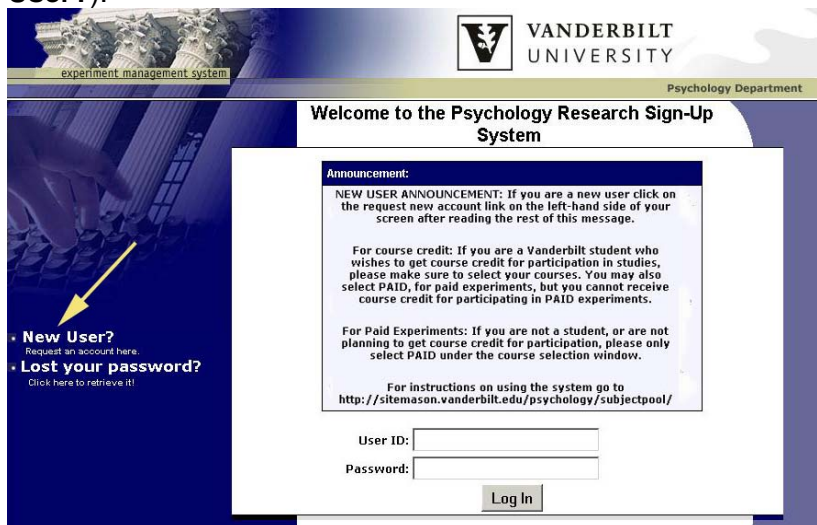 User?).
experiment management system
VANDERBILT
UNIVERSITY
Psychology Department
Welcome to the Psychology Research Sign-Up
System
Announcement:
NEW USER ANNOUNCEMENT: If you are a new user click on
the request new account link on the left-hand side of your
screen after reading the rest of this message.
For course credit: If you are a Vanderbilt student who
wishes to get course credit for participation in studies,
please make sure to select your courses. You may also
select PAID, for paid experiments, but you cannot receive
course credit for participating in PAID experiments.
For Paid Experiments: If you are not a student, or are not
planning to get course credit for participation, please only
select PAID under the course selection window.
For instructions on using the system go to
http://sitemason.vanderbilt.edu/psychology/subjectpool/
New User?
Request an account here.
Lost your password?
Click here to retrieve it!
User ID:
Password:
Log In